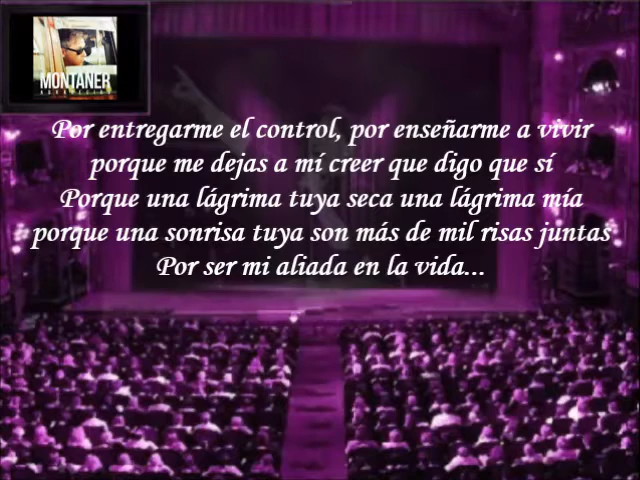 MONTANER
AGRADECIDO
Por entregarme el control, por enseñarme a vivir
porque me dejas a mí creer que digo que sí
Porque una lágrima tuya seca una lágrima mía
porque una sonrisa tuya son más de mil risas juntas
Por ser mi aliada en la vida...